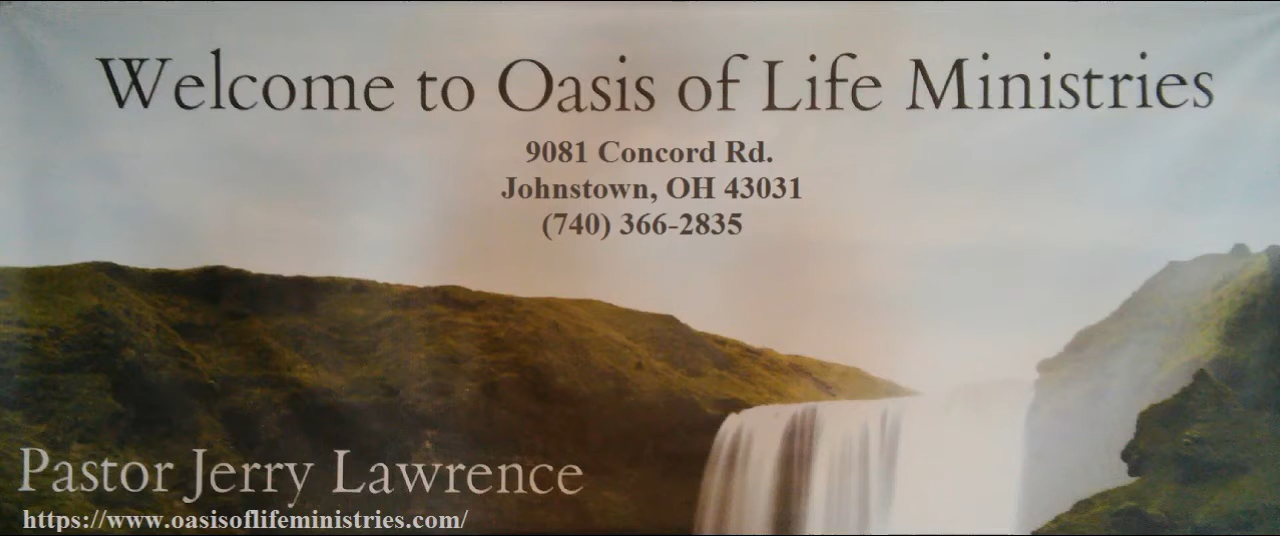 Welcome to Oasis of Life Ministries
9081 Concord Rd.
Johnstown, OH 43031
(740) 366-2835
Pastor Jerry Lawrence
https://www.oasisoflifeministries.com/